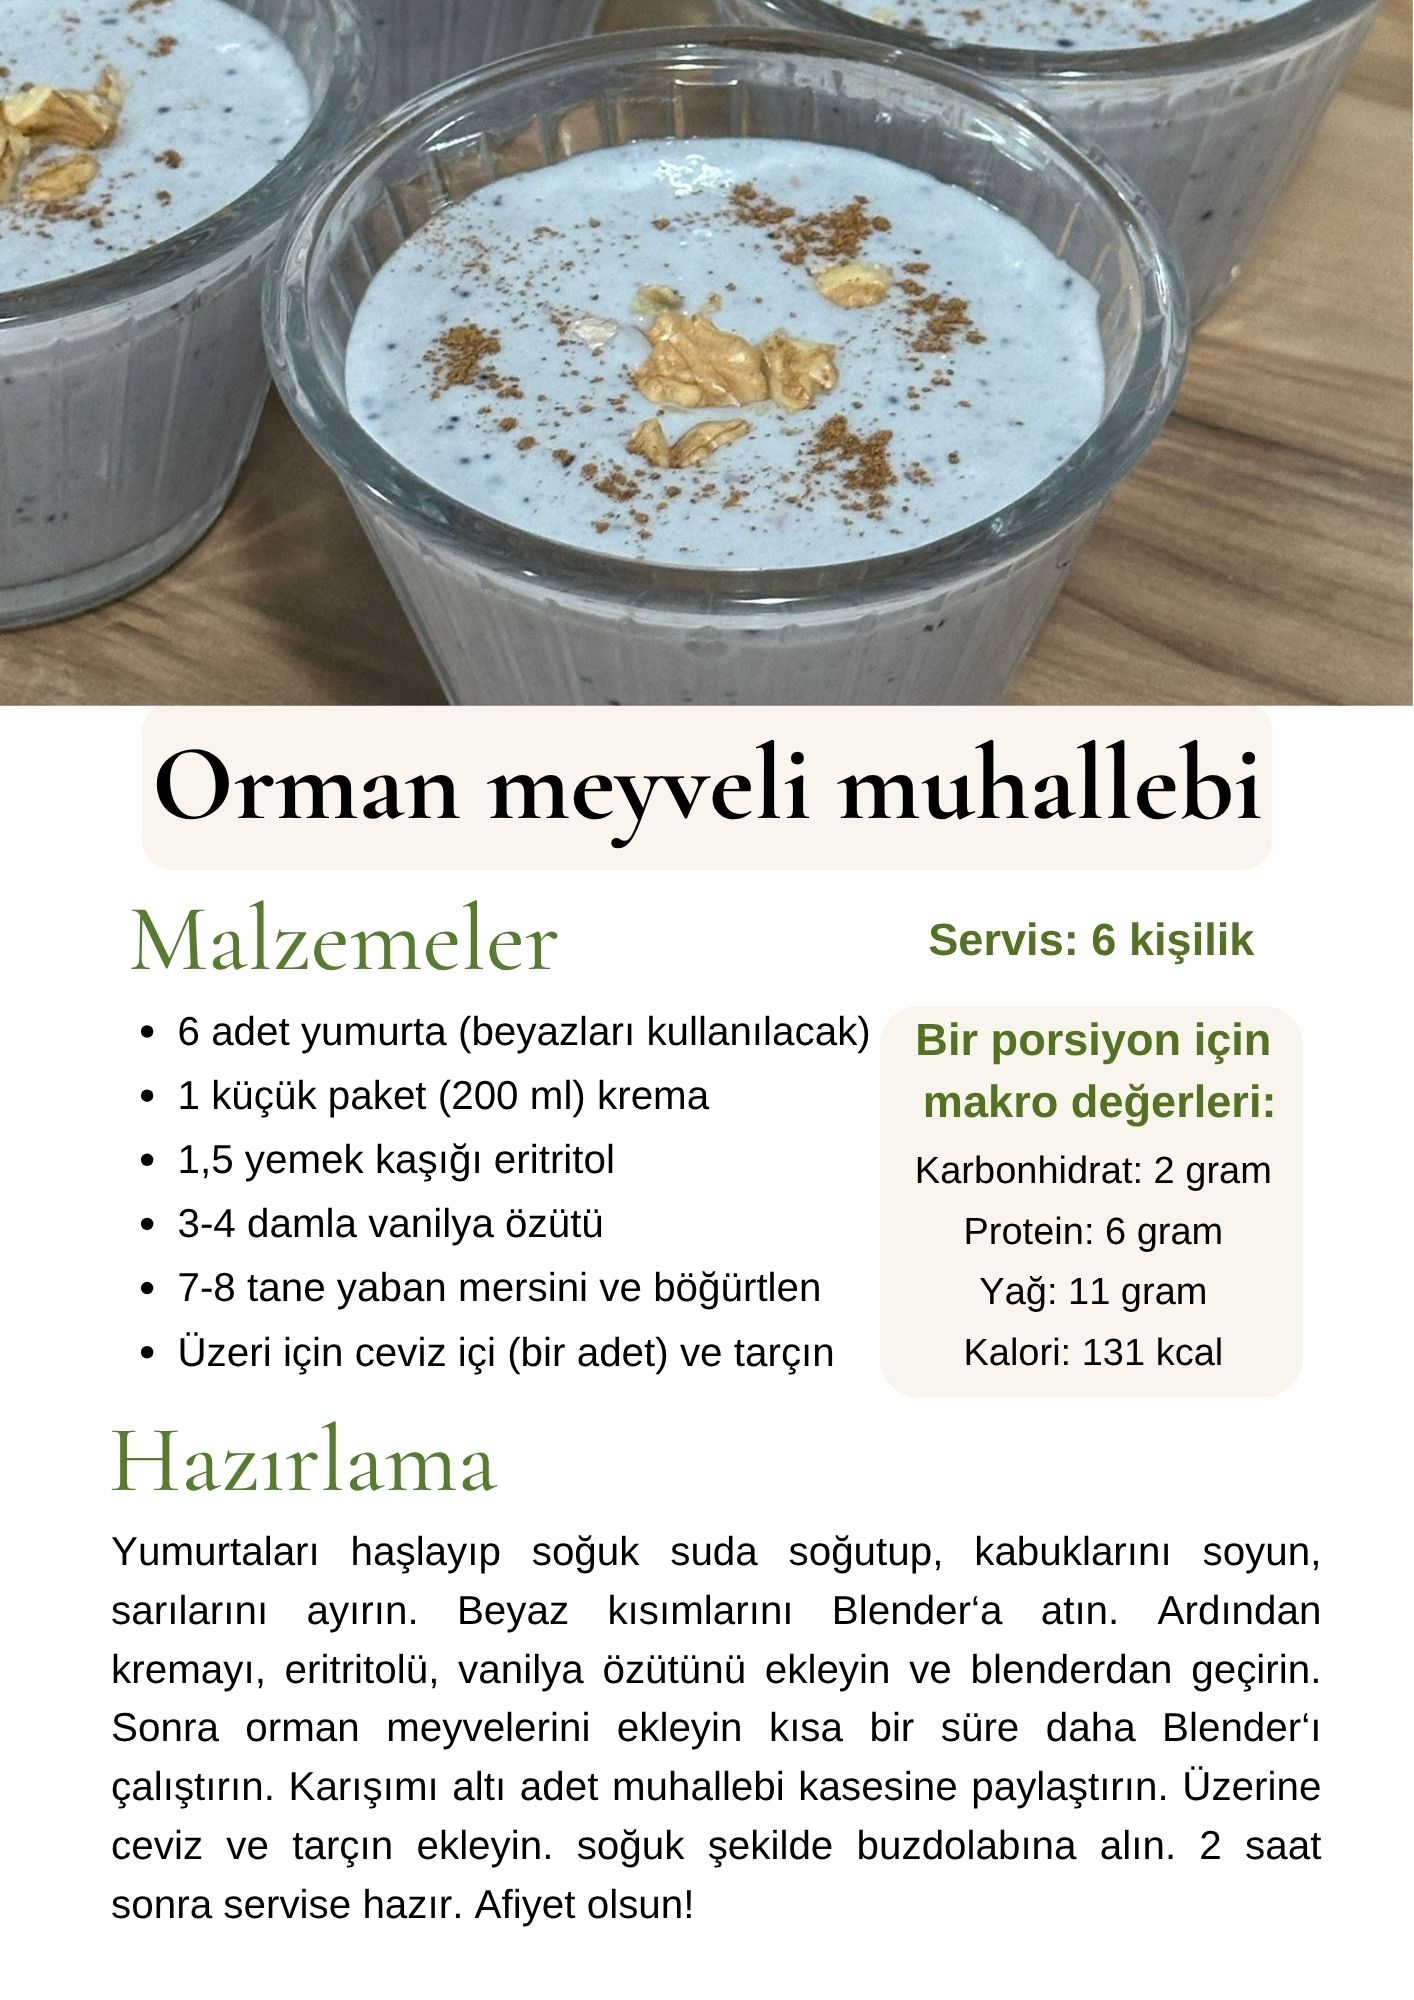 Orman meyveli muhallebi
Malzemeler
• 6 adet yumurta (beyazları kullanılacak)
• 1 küçük paket (200 ml) krema
• 1,5 yemek kaşığı eritritol
• 3-4 damla vanilya özütü
• 7-8 tane yaban mersini ve böğürtlen
• Üzeri için ceviz içi (bir adet) ve tarçın
Servis: 6 kişilik
Bir porsiyon için
makro değerleri:
Karbonhidrat: 2 gram
Protein: 6 gram
Yağ: 11 gram
Kalori: 131 kcal
Hazırlama
Yumurtaları haşlayıp soğuk suda soğutup, kabuklarını soyun,
sarılarını ayırın. Beyaz kısımlarını Blender‘a atın. Ardından
kremayı, eritritolü, vanilya özütünü ekleyin ve blenderdan geçirin.
Sonra orman meyvelerini ekleyin kısa bir süre daha Blender‘ı
çalıştırın. Karışımı altı adet muhallebi kasesine paylaştırın. Üzerine
ceviz ve tarçın ekleyin. soğuk şekilde buzdolabına alın. 2 saat
sonra servise hazır. Afiyet olsun!